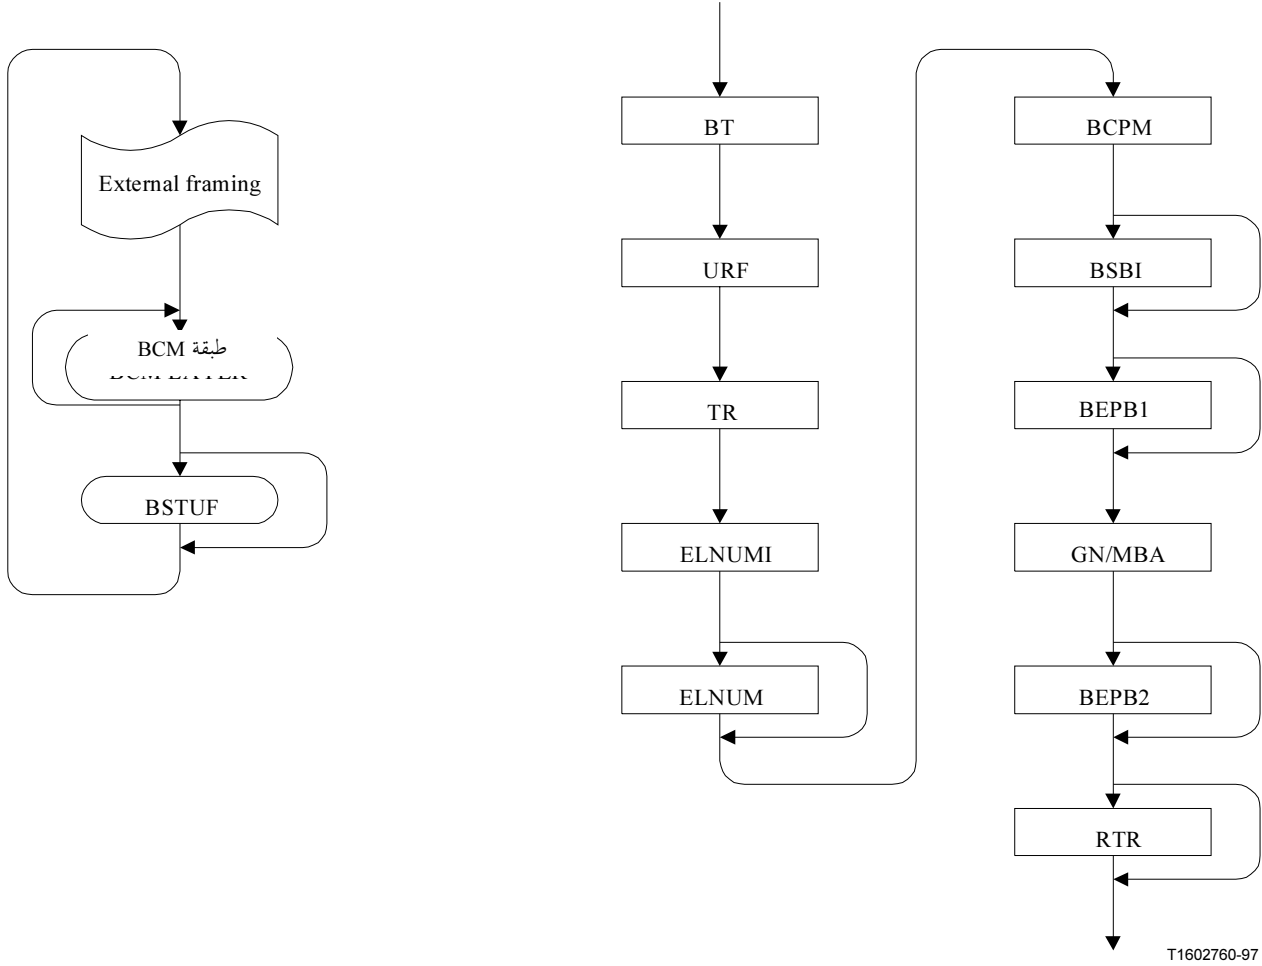 External framing
طبقة BCM
BSTUF
BT
URF
TR
ELNUMI
ELNUM
BCPM
BSBI
BEPB1
GN/MBA
BEPB2
RTR
T1602760-97